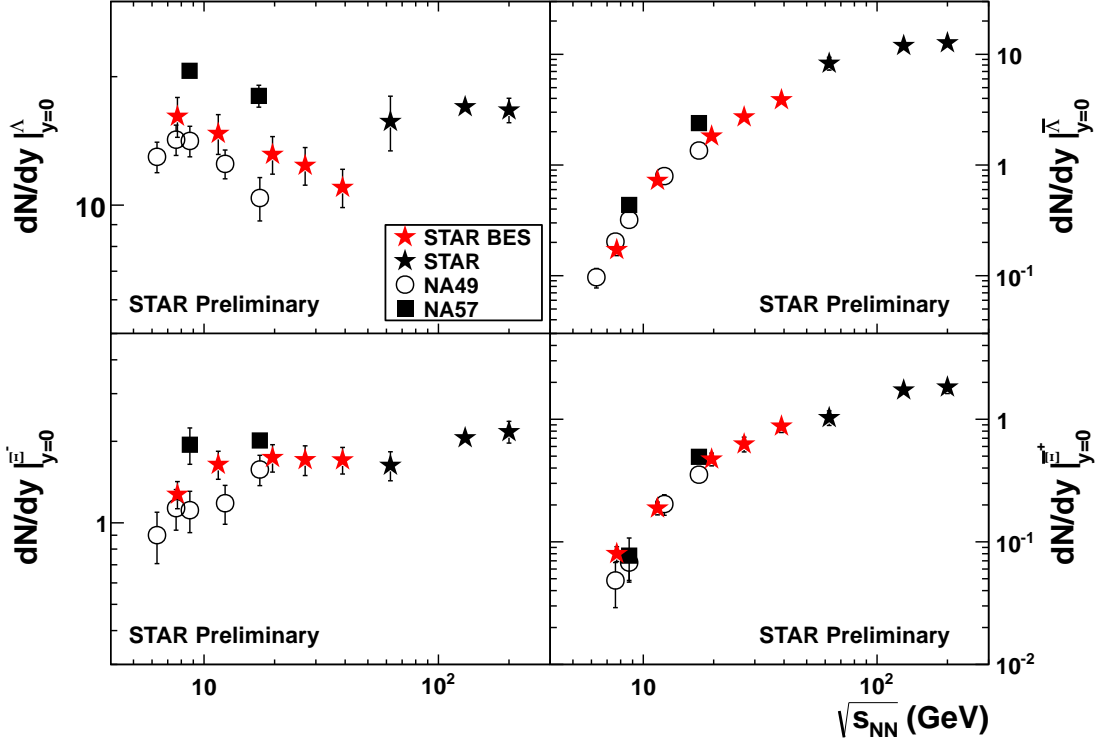 dN/dy |Λ y=0
20
10
STAR BES
STAR
NA49
NA57
STAR Preliminary
10
1
10⁻¹
dN/dy |Λ̅ y=0
STAR Preliminary
dN/dy |Ξ⁻ y=0
2
1
STAR Preliminary
10
10²
1
10⁻¹
10⁻²
dN/dy |Ξ̅⁺ y=0
STAR Preliminary
10
10²
√sNN (GeV)